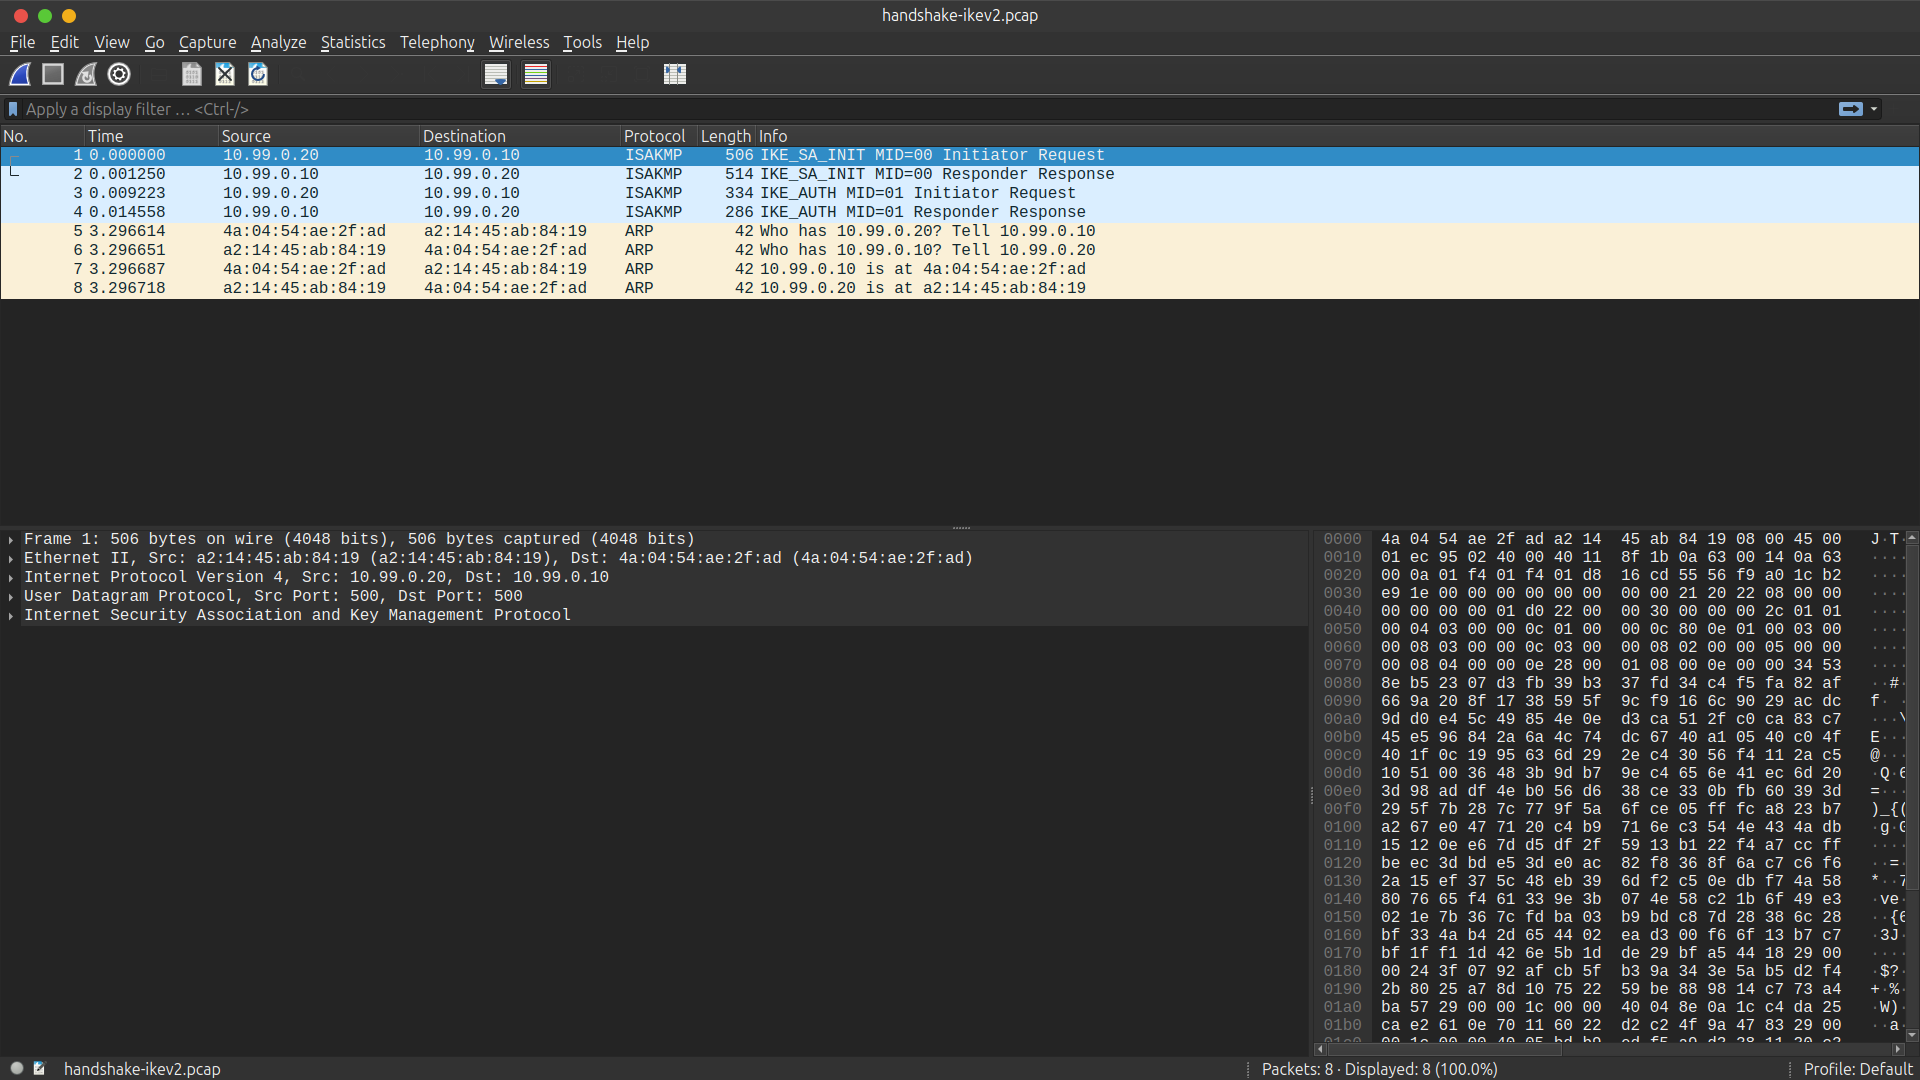 handshake-ikev2.pcap
File Edit View Go Capture Analyze Statistics Telephony Wireless Tools Help
Apply a display filter … <Ctrl-/>
No. Time Source Destination Protocol Length Info
1 0.000000 10.99.0.20 10.99.0.10 ISAKMP 506 IKE_SA_INIT MID=00 Initiator Request
2 0.001250 10.99.0.10 10.99.0.20 ISAKMP 514 IKE_SA_INIT MID=00 Responder Response
3 0.009223 10.99.0.20 10.99.0.10 ISAKMP 334 IKE_AUTH MID=01 Initiator Request
4 0.014558 10.99.0.10 10.99.0.20 ISAKMP 286 IKE_AUTH MID=01 Responder Response
5 3.296614 4a:04:54:ae:2f:ad a2:14:45:ab:84:19 ARP 42 Who has 10.99.0.20? Tell 10.99.0.10
6 3.296651 a2:14:45:ab:84:19 4a:04:54:ae:2f:ad ARP 42 Who has 10.99.0.10? Tell 10.99.0.20
7 3.296687 4a:04:54:ae:2f:ad a2:14:45:ab:84:19 ARP 42 10.99.0.10 is at 4a:04:54:ae:2f:ad
8 3.296718 a2:14:45:ab:84:19 4a:04:54:ae:2f:ad ARP 42 10.99.0.20 is at a2:14:45:ab:84:19
Frame 1: 506 bytes on wire (4048 bits), 506 bytes captured (4048 bits)
Ethernet II, Src: a2:14:45:ab:84:19 (a2:14:45:ab:84:19), Dst: 4a:04:54:ae:2f:ad (4a:04:54:ae:2f:ad)
Internet Protocol Version 4, Src: 10.99.0.20, Dst: 10.99.0.10
User Datagram Protocol, Src Port: 500, Dst Port: 500
Internet Security Association and Key Management Protocol
0000 4a 04 54 ae 2f ad a2 14 45 ab 84 19 08 00 45 00 J·T·
0010 01 ec 95 02 40 00 40 11 8f 1b 0a 63 00 14 0a 63 ····
0020 00 0a 01 f4 01 f4 01 d8 16 cd 55 56 f9 a0 1c b2 ····
0030 e9 1e 00 00 00 00 00 00 00 00 21 20 22 08 00 00 ····
0040 00 00 00 00 01 d0 22 00 00 30 00 00 00 2c 01 01 ····
0050 00 04 03 00 00 0c 01 00 00 0c 80 0e 01 00 03 00 ····
0060 00 08 03 00 00 0c 03 00 00 08 02 00 00 05 00 00 ····
0070 00 08 04 00 00 0e 28 00 01 08 00 0e 00 00 34 53 ····
0080 8e b5 23 07 d3 fb 39 b3 37 fd 34 c4 f5 fa 82 af ··#·
0090 66 9a 20 8f 17 38 59 5f 9c f9 16 6c 90 29 ac dc f· ·
00a0 9d d0 e4 5c 49 85 4e 0e d3 ca 51 2f c0 ca 83 c7 ···\
00b0 45 e5 96 84 2a 6a 4c 74 dc 67 40 a1 05 40 c0 4f E···
00c0 40 1f 0c 19 95 63 6d 29 2e c4 30 56 f4 11 2a c5 @···
00d0 10 51 00 36 48 3b 9d b7 9e c4 65 6e 41 ec 6d 20 ·Q·6
00e0 3d 98 ad df 4e b0 56 d6 38 ce 33 0b fb 60 39 3d =···
00f0 29 5f 7b 28 7c 77 9f 5a 6f ce 05 ff fc a8 23 b7 )_{(
0100 a2 67 e0 47 71 20 c4 b9 71 6e c3 54 4e 43 4a db ·g·G
0110 15 12 0e e6 7d d5 df 2f 59 13 b1 22 f4 a7 cc ff ····
0120 be ec 3d bd e5 3d e0 ac 82 f8 36 8f 6a c7 c6 f6 ··=·
0130 2a 15 ef 37 5c 48 eb 39 6d f2 c5 0e db f7 4a 58 *··7
0140 80 76 65 f4 61 33 9e 3b 07 4e 58 c2 1b 6f 49 e3 ·ve·
0150 02 1e 7b 36 7c fd ba 03 b9 bd c8 7d 28 38 6c 28 ··{6
0160 bf 33 4a b4 2d 65 44 02 ea d3 00 f6 6f 13 b7 c7 ·3J·
0170 bf 1f f1 1d 42 6e 5b 1d de 29 bf a5 44 18 29 00 ····
0180 00 24 3f 07 92 af cb 5f b3 9a 34 3e 5a b5 d2 f4 ·$?·
0190 2b 80 25 a7 8d 10 75 22 59 be 88 98 14 c7 73 a4 +·%·
01a0 ba 57 29 00 00 1c 00 00 40 04 8e 0a 1c c4 da 25 ·W)·
01b0 ca e2 61 0e 70 11 60 22 d2 c2 4f 9a 47 83 29 00 ··a·
handshake-ikev2.pcap Packets: 8 · Displayed: 8 (100.0%) Profile: Default